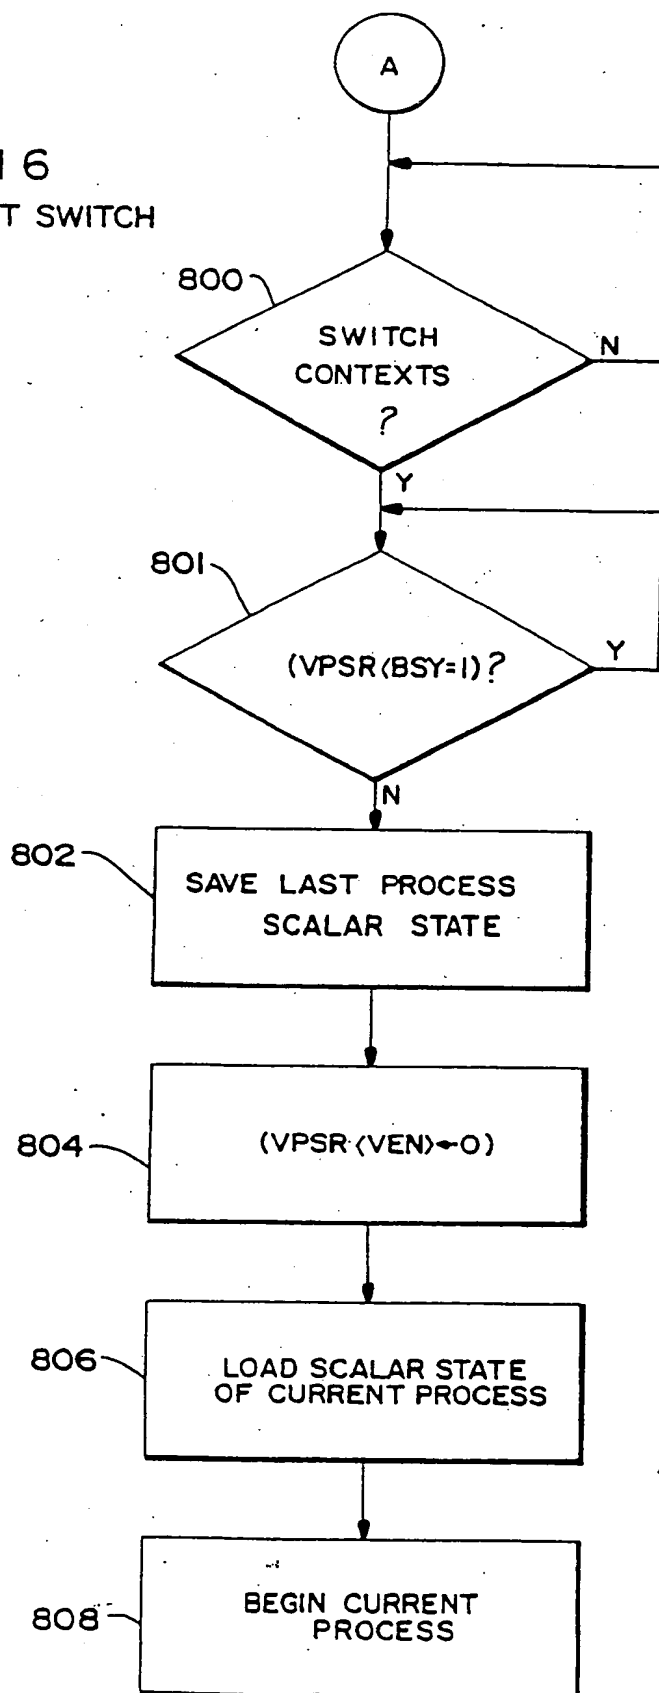 A
16
T SWITCH
800
SWITCH
CONTEXTS
?
N
Y
801
(VPSR<BSY=1)?
Y
N
802
SAVE LAST PROCESS
SCALAR STATE
804
(VPSR<VEN>←0)
806
LOAD SCALAR STATE
OF CURRENT PROCESS
808
BEGIN CURRENT
PROCESS